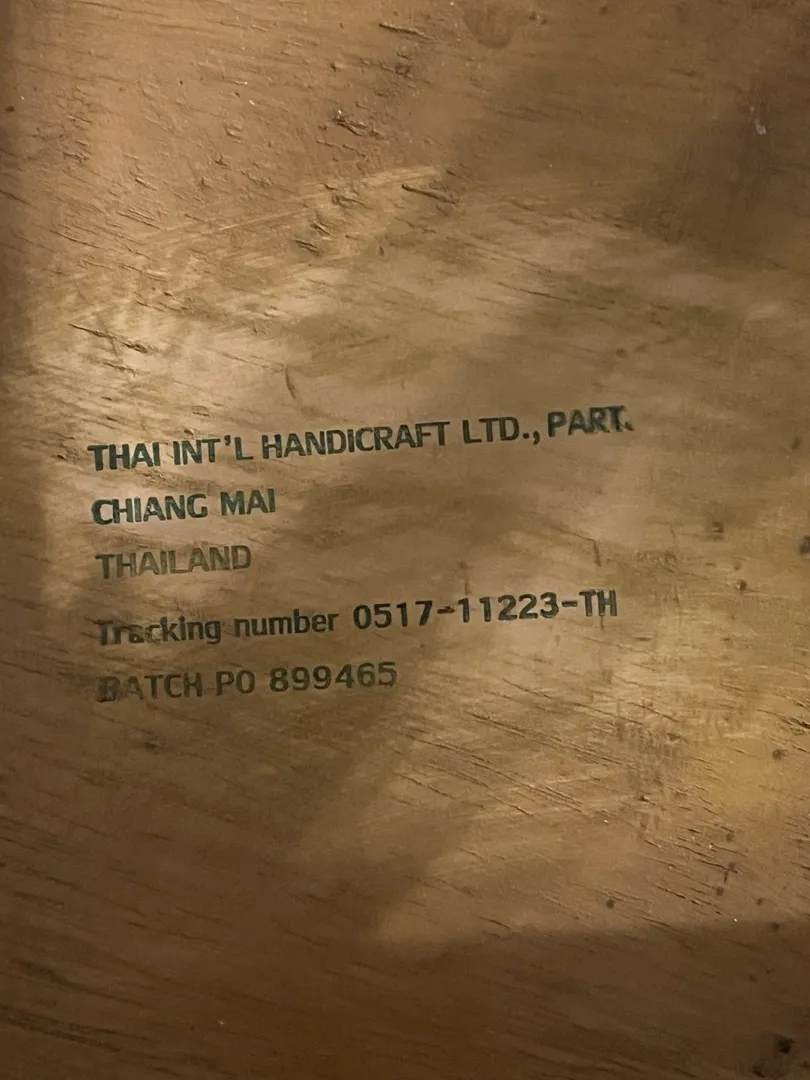 THAI INT'L HANDICRAFT LTD., PART.
CHIANG MAI
THAILAND
Tracking number 0517-11223-TH
BATCH PO 899465